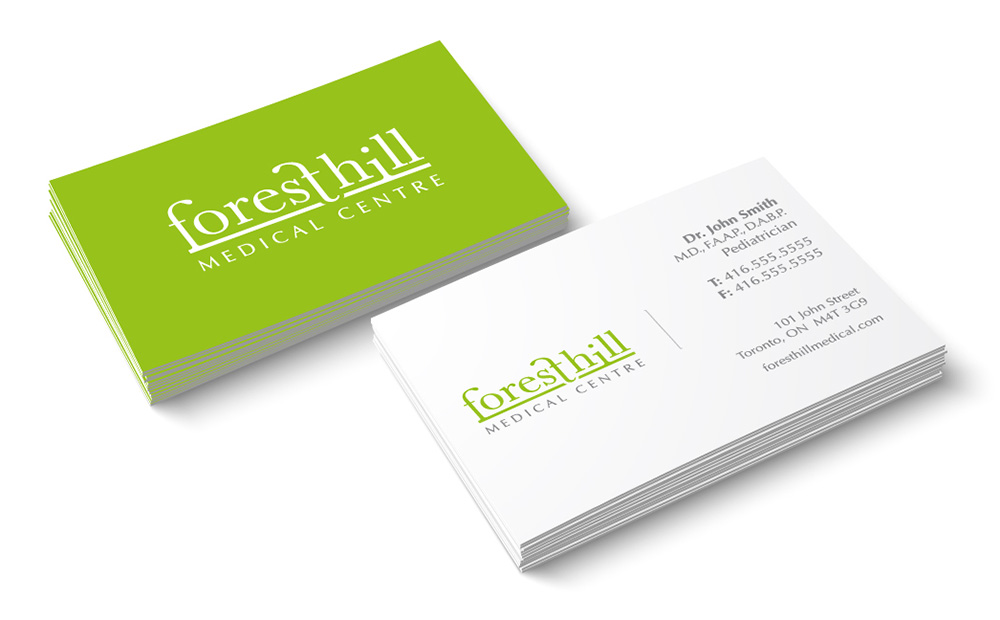 foresthill
MEDICAL CENTRE
foresthill
MEDICAL CENTRE
Dr. John Smith
M.D., F.A.A.P., D.A.B.P.
Pediatrician
T: 416.555.5555
F: 416.555.5555
101 John Street
Toronto, ON M4T 3G9
foresthillmedical.com